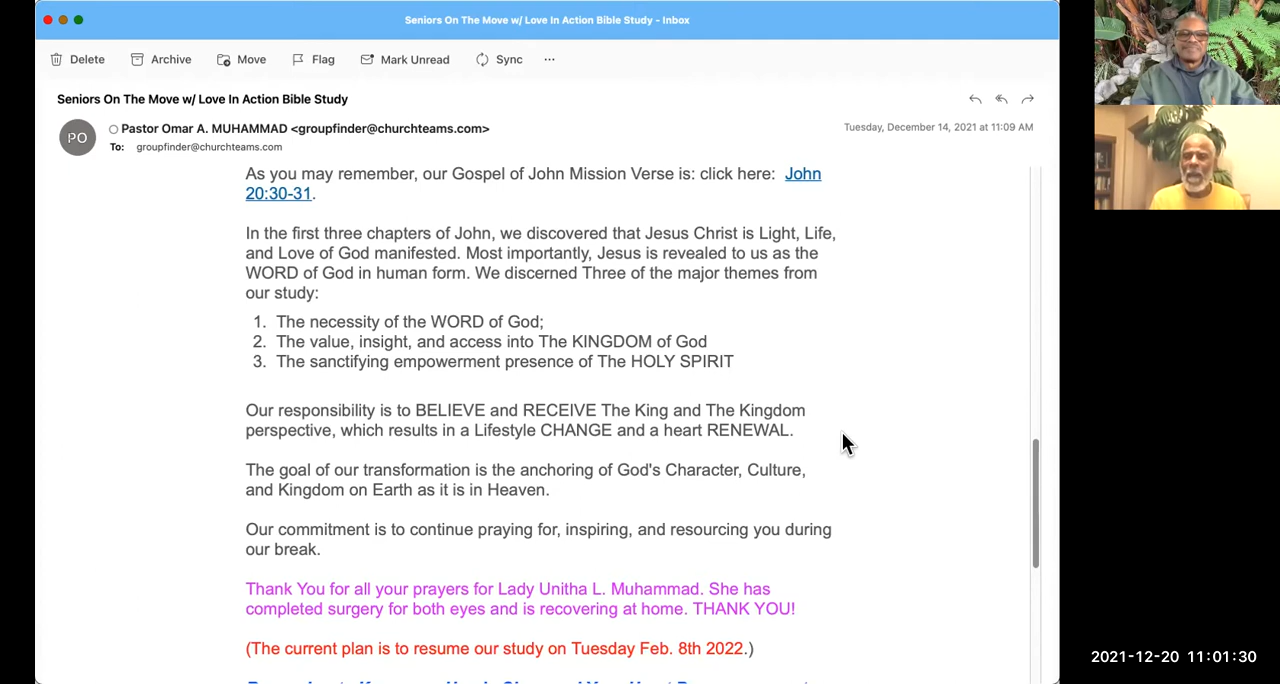 Seniors On The Move w/ Love In Action Bible Study - Inbox
Delete Archive Move Flag Mark Unread Sync ...
Seniors On The Move w/ Love In Action Bible Study
PO Pastor Omar A. MUHAMMAD <groupfinder@churchteams.com> Tuesday, December 14, 2021 at 11:09 AM
To: groupfinder@churchteams.com
As you may remember, our Gospel of John Mission Verse is: click here: John
20:30-31.
In the first three chapters of John, we discovered that Jesus Christ is Light, Life,
and Love of God manifested. Most importantly, Jesus is revealed to us as the
WORD of God in human form. We discerned Three of the major themes from
our study:
1. The necessity of the WORD of God;
2. The value, insight, and access into The KINGDOM of God
3. The sanctifying empowerment presence of The HOLY SPIRIT
Our responsibility is to BELIEVE and RECEIVE The King and The Kingdom
perspective, which results in a Lifestyle CHANGE and a heart RENEWAL.
The goal of our transformation is the anchoring of God's Character, Culture,
and Kingdom on Earth as it is in Heaven.
Our commitment is to continue praying for, inspiring, and resourcing you during
our break.
Thank You for all your prayers for Lady Unitha L. Muhammad. She has
completed surgery for both eyes and is recovering at home. THANK YOU!
(The current plan is to resume our study on Tuesday Feb. 8th 2022.)
2021-12-20 11:01:30